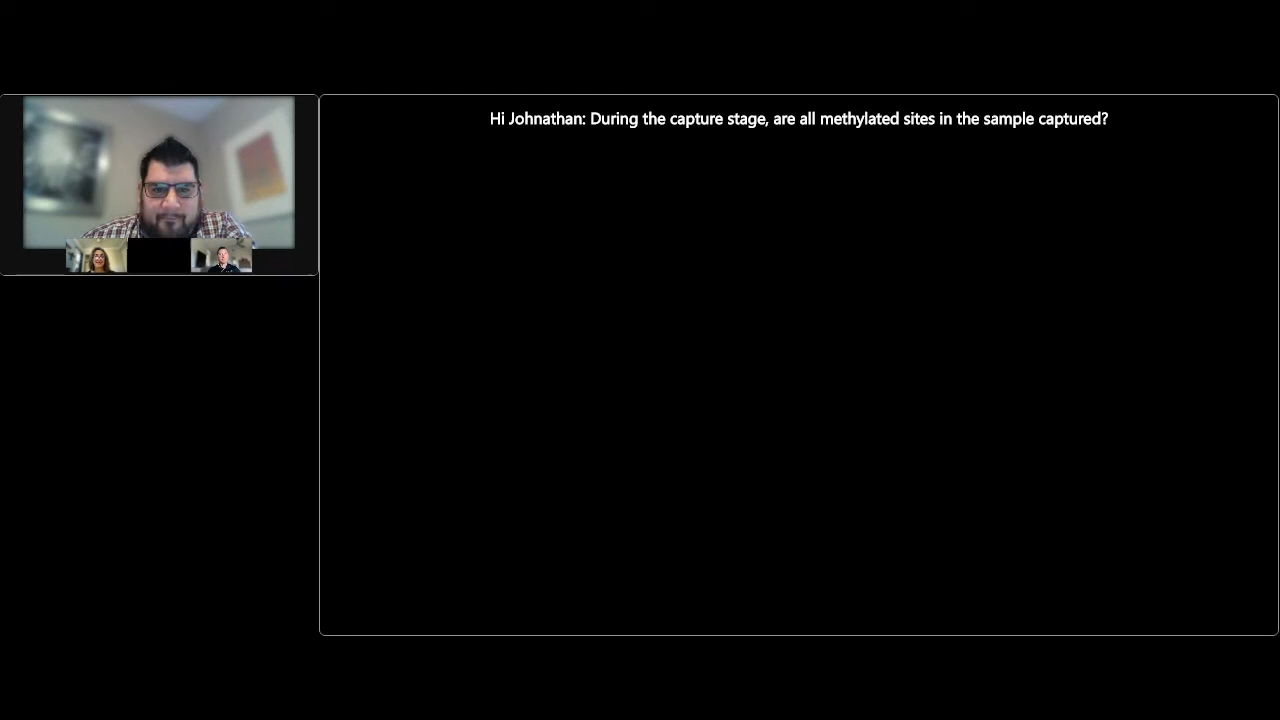 Hi Johnathan: During the capture stage, are all methylated sites in the sample captured?